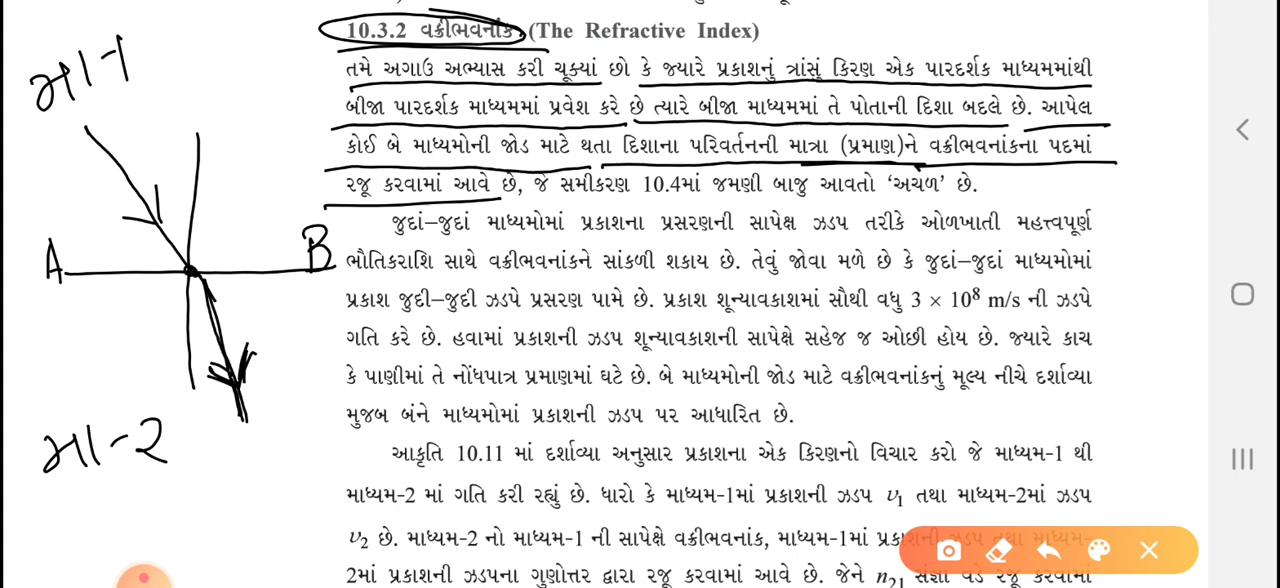 10.3.2 વક્રીભવનાંક (The Refractive Index)
તમે અગાઉ અભ્યાસ કરી ચૂક્યાં છો કે જ્યારે પ્રકાશનું ત્રાંસું કિરણ એક પારદર્શક માધ્યમમાંથી
બીજા પારદર્શક માધ્યમમાં પ્રવેશ કરે છે ત્યારે બીજા માધ્યમમાં તે પોતાની દિશા બદલે છે. આપેલ
કોઈ બે માધ્યમોની જોડ માટે થતા દિશાના પરિવર્તનની માત્રા (પ્રમાણ)ને વક્રીભવનાંકના પદમાં
રજૂ કરવામાં આવે છે, જે સમીકરણ 10.4માં જમણી બાજુ આવતો ‘અચળ’ છે.
જુદાં–જુદાં માધ્યમોમાં પ્રકાશના પ્રસરણની સાપેક્ષ ઝડપ તરીકે ઓળખાતી મહત્ત્વપૂર્ણ
ભૌતિકરાશિ સાથે વક્રીભવનાંકને સાંકળી શકાય છે. તેવું જોવા મળે છે કે જુદાં–જુદાં માધ્યમોમાં
પ્રકાશ જુદી–જુદી ઝડપે પ્રસરણ પામે છે. પ્રકાશ શૂન્યાવકાશમાં સૌથી વધુ 3 × 10⁸ m/s ની ઝડપે
ગતિ કરે છે. હવામાં પ્રકાશની ઝડપ શૂન્યાવકાશની સાપેક્ષે સહેજ જ ઓછી હોય છે. જ્યારે કાચ
કે પાણીમાં તે નોંધપાત્ર પ્રમાણમાં ઘટે છે. બે માધ્યમોની જોડ માટે વક્રીભવનાંકનું મૂલ્ય નીચે દર્શાવ્યા
મુજબ બંને માધ્યમોમાં પ્રકાશની ઝડપ પર આધારિત છે.
આકૃતિ 10.11 માં દર્શાવ્યા અનુસાર પ્રકાશના એક કિરણનો વિચાર કરો જે માધ્યમ-1 થી
માધ્યમ-2 માં ગતિ કરી રહ્યું છે. ધારો કે માધ્યમ-1માં પ્રકાશની ઝડપ v₁ તથા માધ્યમ-2માં ઝડપ
v₂ છે. માધ્યમ-2 નો માધ્યમ-1 ની સાપેક્ષે વક્રીભવનાંક, માધ્યમ-1માં
2માં પ્રકાશની ઝડપના ગુણોત્તર દ્વારા રજૂ કરવામાં આવે છે. જેને n₂₁ સંજ્ઞા વડે રજૂ કરવામાં
મા-1
A
B
મા-2